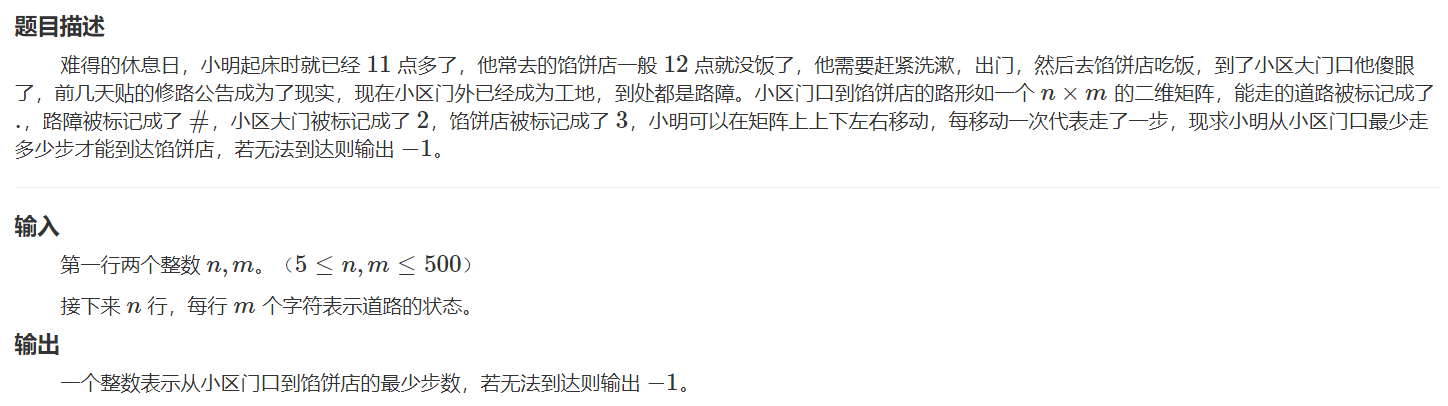 题目描述
难得的休息日，小明起床时就已经 11 点多了，他常去的馅饼店一般 12 点就没饭了，他需要赶紧洗漱，出门，然后去馅饼店吃饭，到了小区大门口他傻眼
了，前几天贴的修路公告成为了现实，现在小区门外已经成为工地，到处都是路障。小区门口到馅饼店的路形如一个 n × m 的二维矩阵，能走的道路被标记成了
.，路障被标记成了 #，小区大门被标记成了 2，馅饼店被标记成了 3，小明可以在矩阵上上下左右移动，每移动一次代表走了一步，现求小明从小区门口最少走
多少步才能到达馅饼店，若无法到达则输出 −1。
输入
第一行两个整数 n, m。（5 ≤ n, m ≤ 500）
接下来 n 行，每行 m 个字符表示道路的状态。
输出
一个整数表示从小区门口到馅饼店的最少步数，若无法到达则输出 −1。